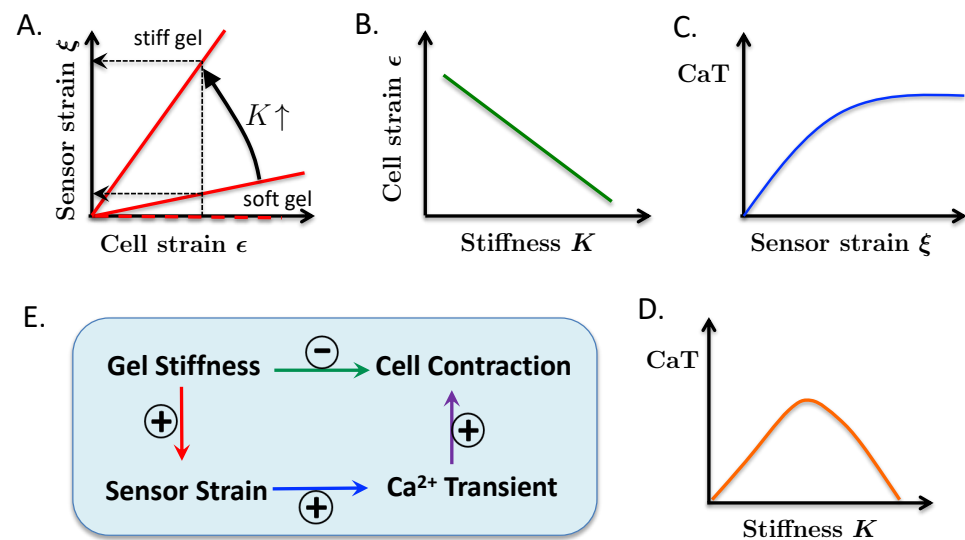 A.
Sensor strain ξ
stiff gel
K↑
soft gel
Cell strain ϵ
B.
Cell strain ϵ
Stiffness K
C.
CaT
Sensor strain ξ
E.
Gel Stiffness
−
Cell Contraction
+
+
Sensor Strain
+
Ca²⁺ Transient
D.
CaT
Stiffness K